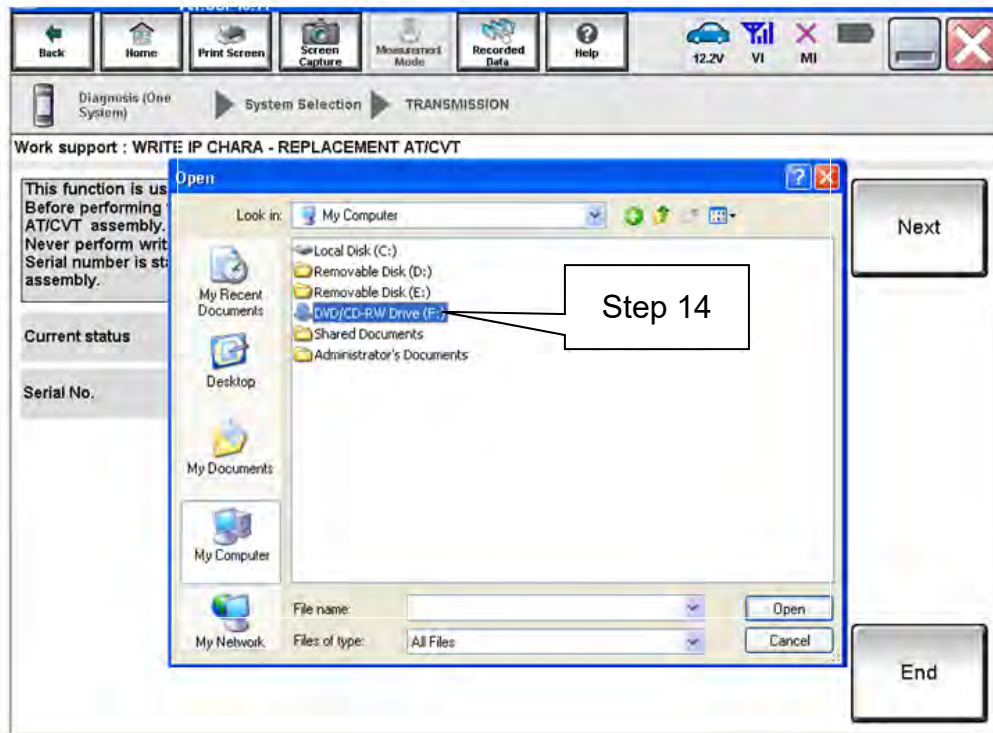 Back
Home
Print Screen
Screen Capture
Measurement Mode
Recorded Data
Help
12.2V
VI
MI
Diagnosis (One System)
System Selection
TRANSMISSION
Work support : WRITE IP CHARA - REPLACEMENT AT/CVT
This function is us
Before performing
AT/CVT assembly.
Never perform writ
Serial number is sta
assembly.
Current status
Serial No.
Open
Look in:
My Computer
Local Disk (C:)
Removable Disk (D:)
Removable Disk (E:)
DVD/CD-RW Drive (F:)
Shared Documents
Administrator's Documents
My Recent
Documents
Desktop
My Documents
My Computer
My Network
File name:
Files of type:
All Files
Open
Cancel
Step 14
Next
End